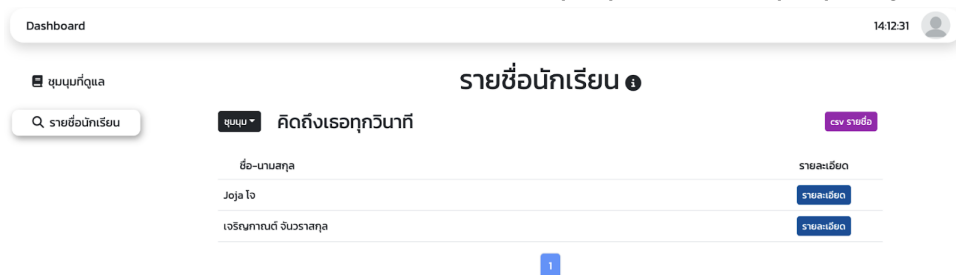 Dashboard 14:12:31
ชุมนุมที่ดูแล
รายชื่อนักเรียน
รายชื่อนักเรียน
ชุมนุม คิดถึงเธอทุกวินาที csv รายชื่อ
ชื่อ-นามสกุล รายละเอียด
Joja โจ รายละเอียด
เจริญกาณต์ จันวราสกุล รายละเอียด
1